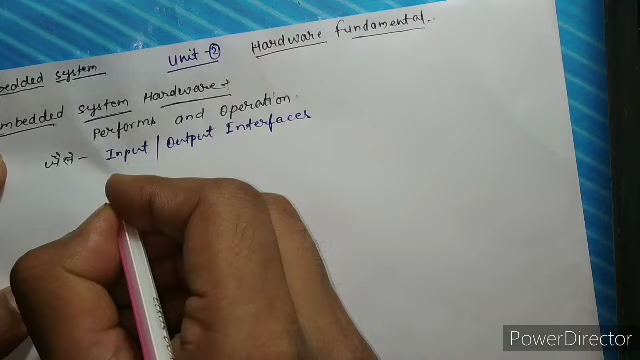 bedded System Unit-② Hardware fundamental..
mbedded System Hardware →
Performs and Operation.
जैसे - Input | Output Interfaces
PowerDirector